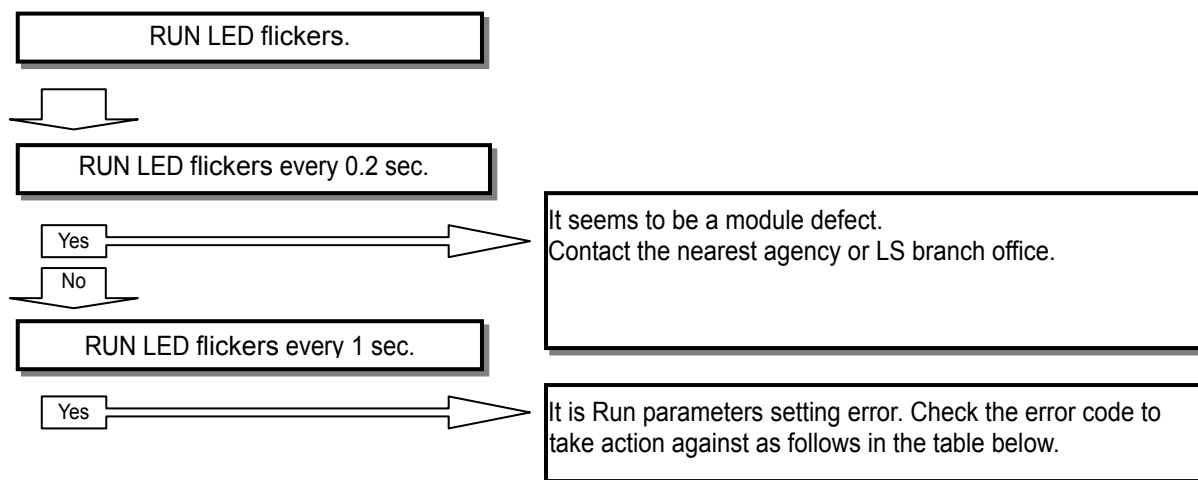 RUN LED flickers.
RUN LED flickers every 0.2 sec.
Yes
It seems to be a module defect.
Contact the nearest agency or LS branch office.
No
RUN LED flickers every 1 sec.
Yes
It is Run parameters setting error. Check the error code to
take action against as follows in the table below.